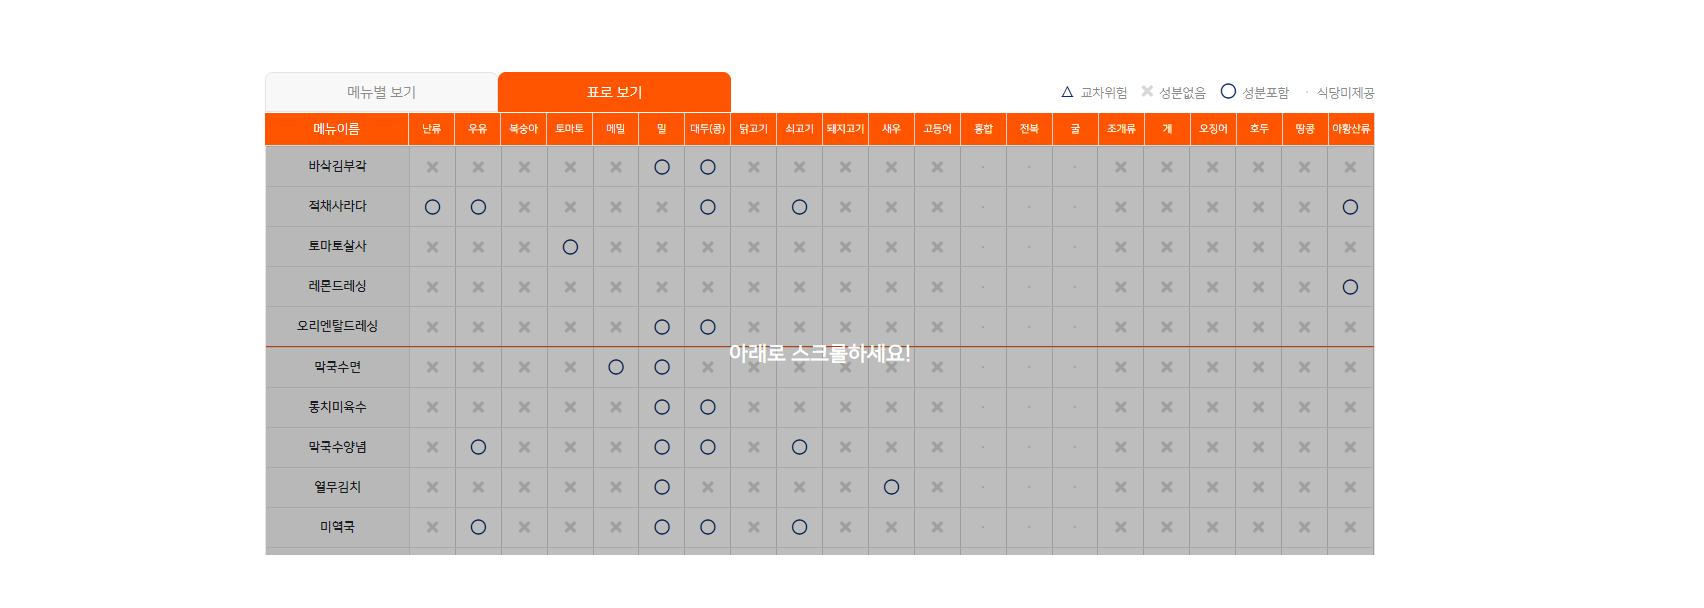 메뉴별 보기 표로 보기 △ 교차위험 × 성분없음 ○ 성분포함 · 식당미제공
메뉴이름 난류 우유 복숭아 토마토 메밀 밀 대두(콩) 닭고기 쇠고기 돼지고기 새우 고등어 홍합 전복 굴 조개류 게 오징어 호두 땅콩 아황산류
바삭김부각 × × × × × ○ ○ × × × × × · · · × × × × × ×
적채사라다 ○ ○ × × × × ○ × ○ × × × · · · × × × × × ○
토마토살사 × × × ○ × × × × × × × × · · · × × × × × ×
레몬드레싱 × × × × × × × × × × × × · · · × × × × × ○
오리엔탈드레싱 × × × × × ○ ○ × × × × × · · · × × × × × ×
아래로 스크롤하세요!
막국수면 × × × × ○ ○ × × × × × × · · · × × × × × ×
동치미육수 × × × × × ○ ○ × × × × × · · · × × × × × ×
막국수양념 × ○ × × × ○ ○ × ○ × × × · · · × × × × × ×
열무김치 × × × × × ○ × × × × ○ × · · · × × × × × ×
미역국 × ○ × × × ○ ○ × ○ × × × · · · × × × × × ×